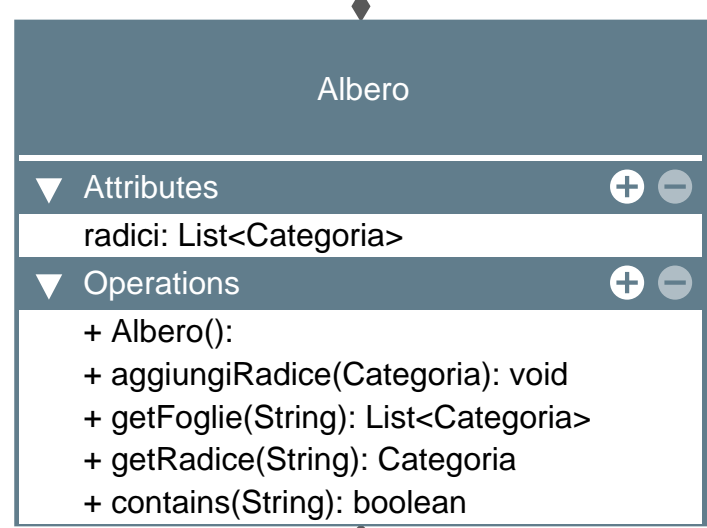 Albero
Attributes
radici: List<Categoria>
Operations
+ Albero():
+ aggiungiRadice(Categoria): void
+ getFoglie(String): List<Categoria>
+ getRadice(String): Categoria
+ contains(String): boolean